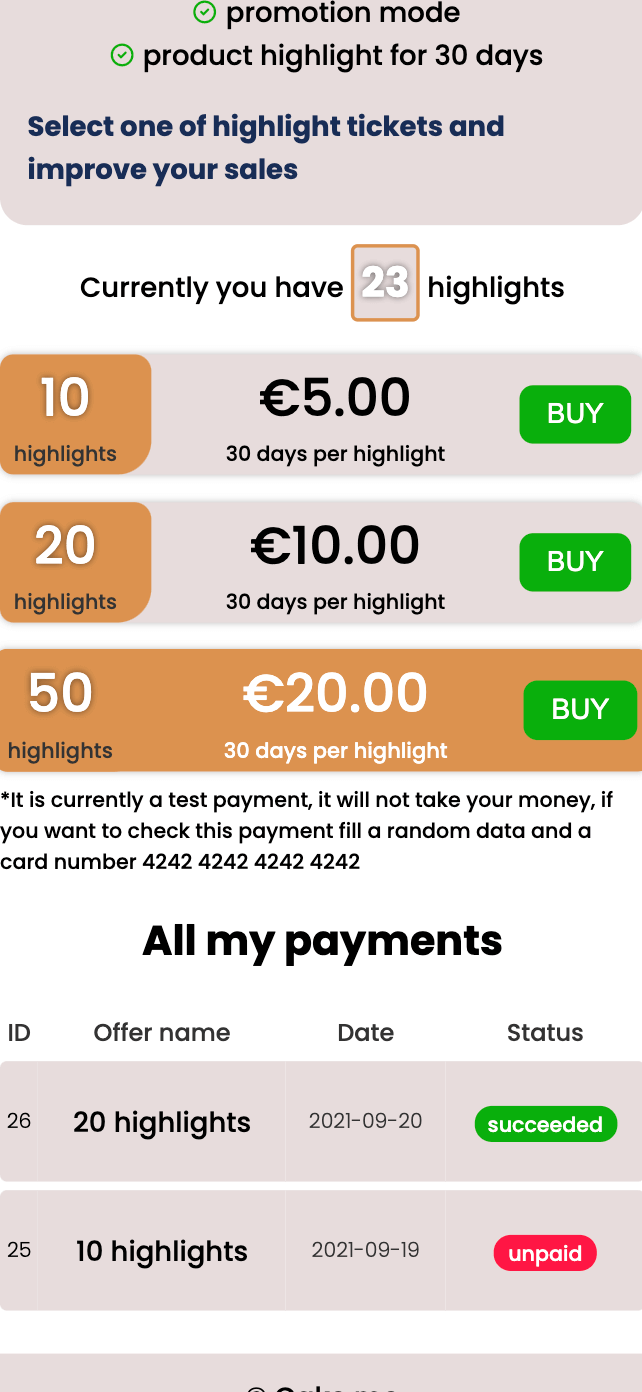 promotion mode
product highlight for 30 days
Select one of highlight tickets and
improve your sales
Currently you have 23 highlights
10
highlights
€5.00
30 days per highlight
BUY
20
highlights
€10.00
30 days per highlight
BUY
50
highlights
€20.00
30 days per highlight
BUY
*It is currently a test payment, it will not take your money, if
you want to check this payment fill a random data and a
card number 4242 4242 4242 4242
All my payments
ID Offer name Date Status
26 20 highlights 2021-09-20 succeeded
25 10 highlights 2021-09-19 unpaid